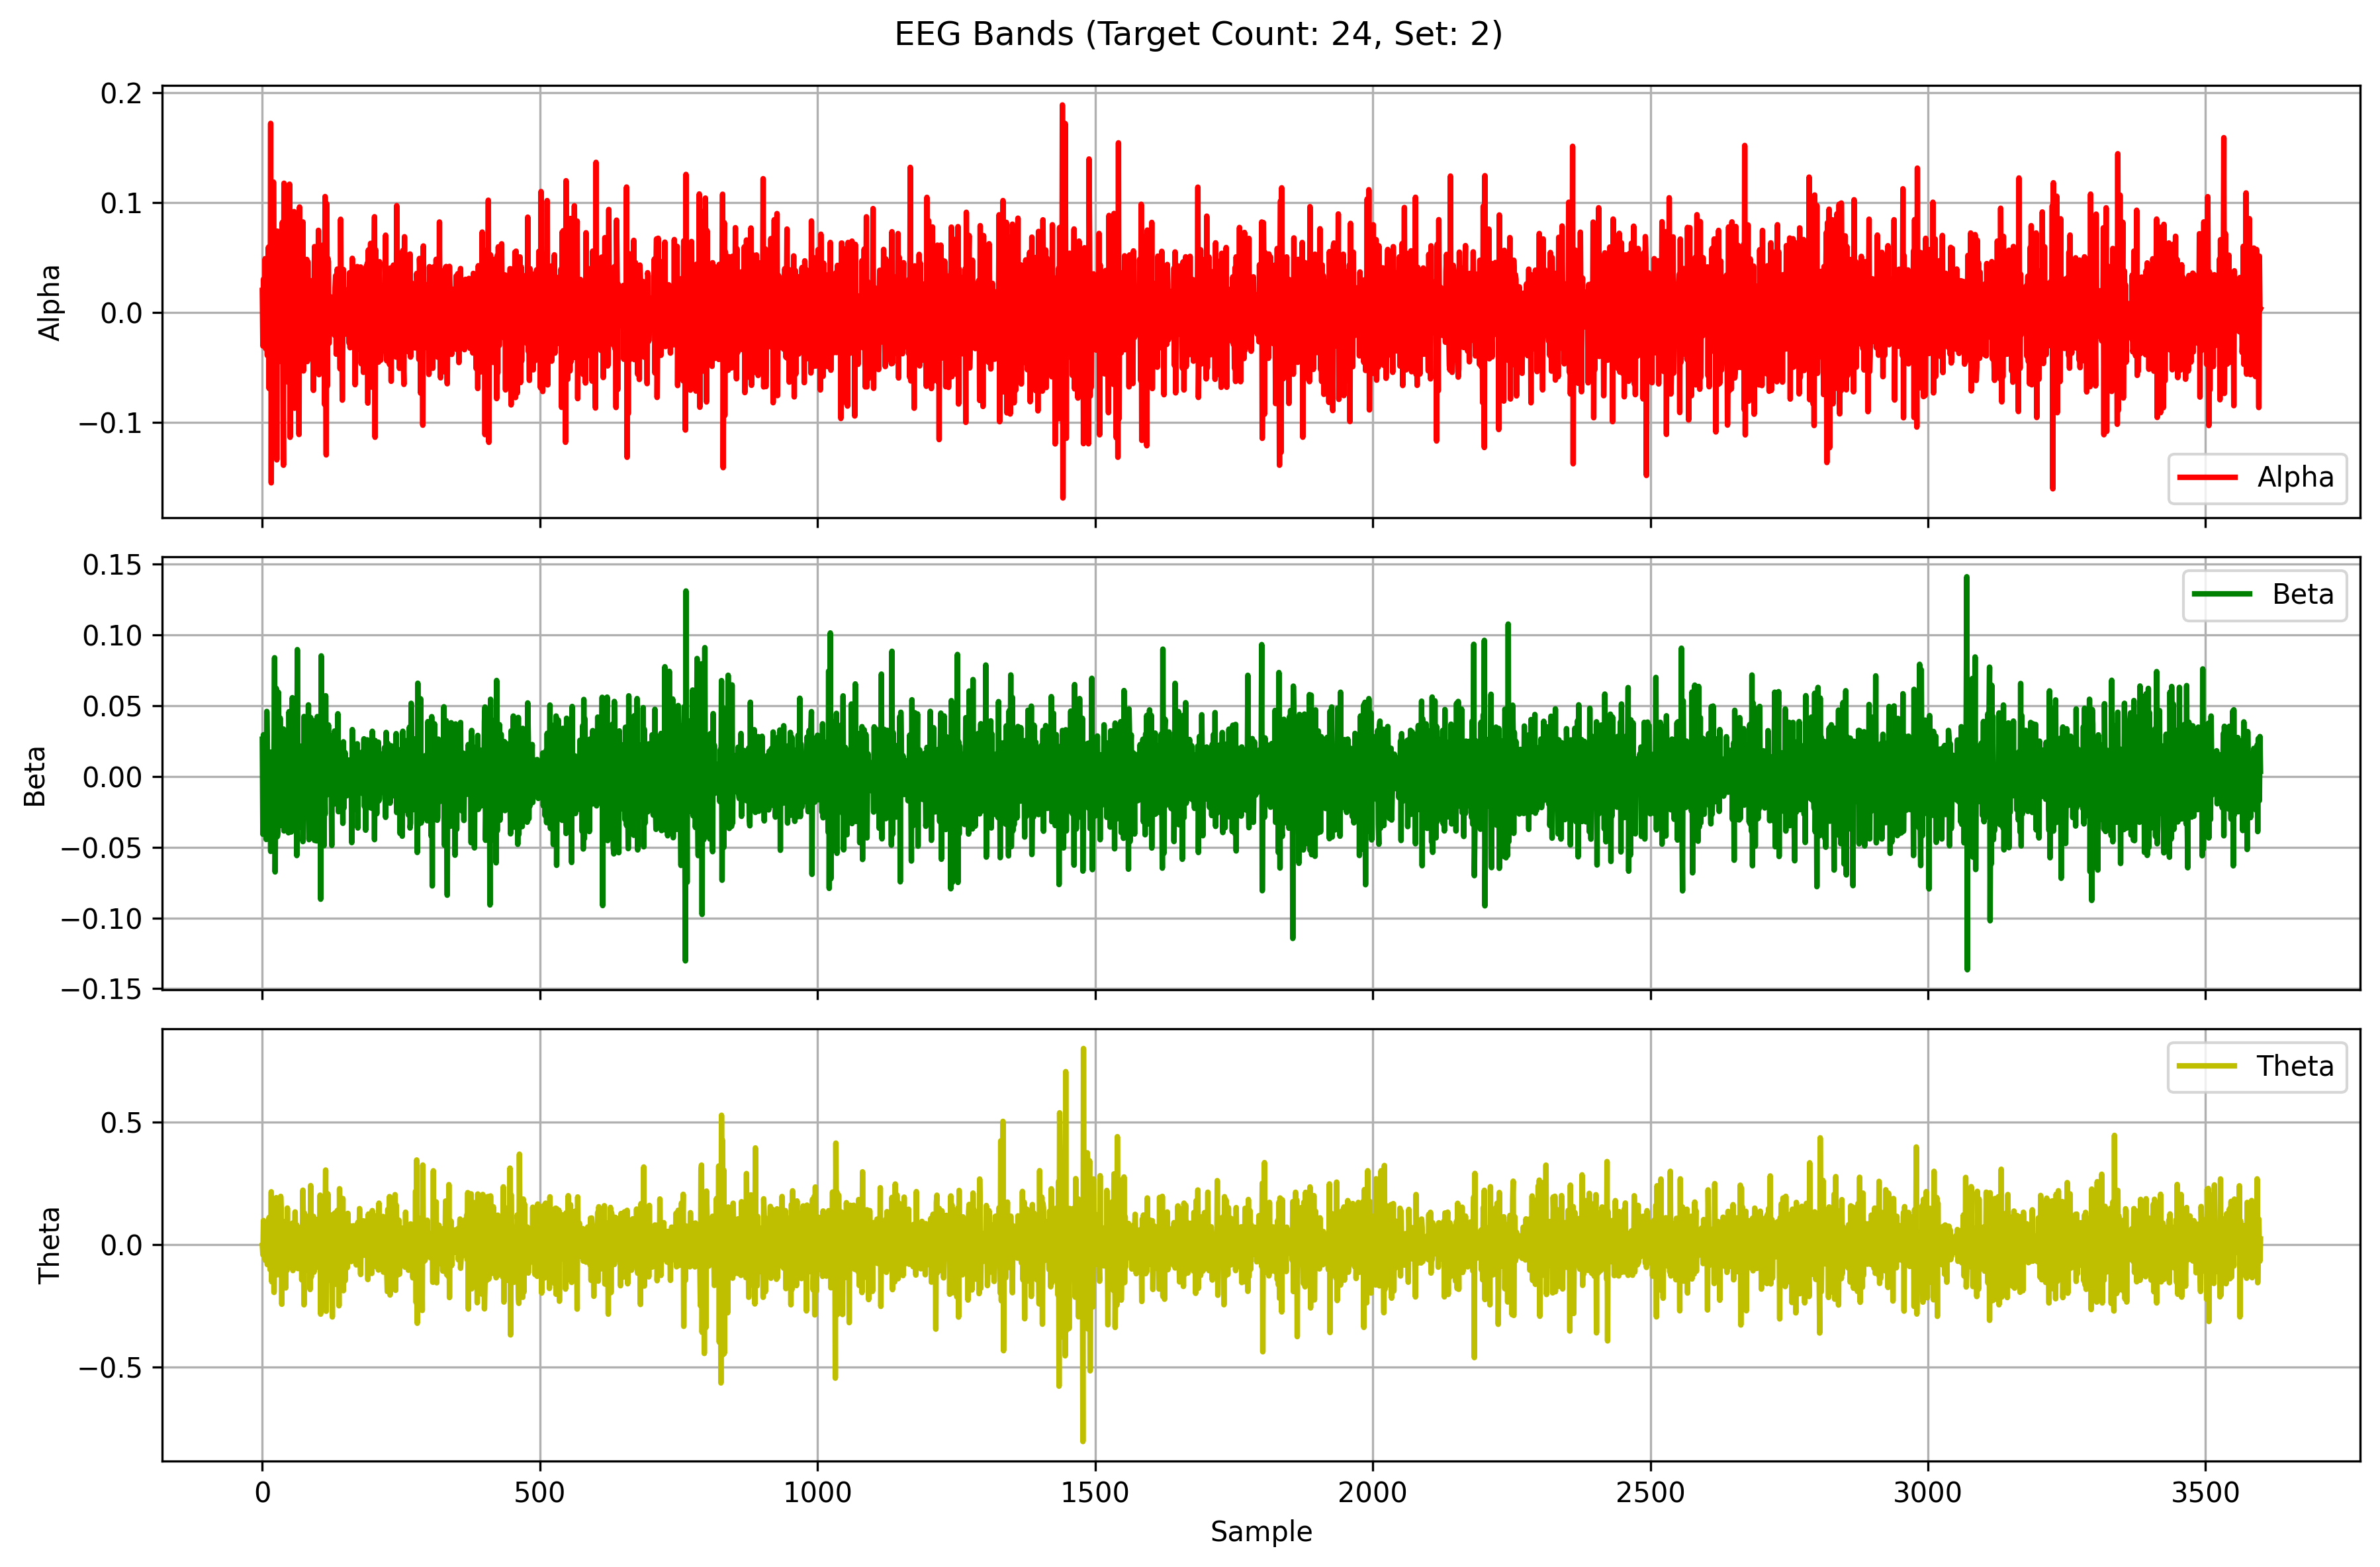 EEG Bands (Target Count: 24, Set: 2)
0.2
0.1
0.0
−0.1
Alpha
Alpha
0.15
0.10
0.05
0.00
−0.05
−0.10
−0.15
Beta
Beta
0.5
0.0
−0.5
Theta
Theta
0 500 1000 1500 2000 2500 3000 3500
Sample